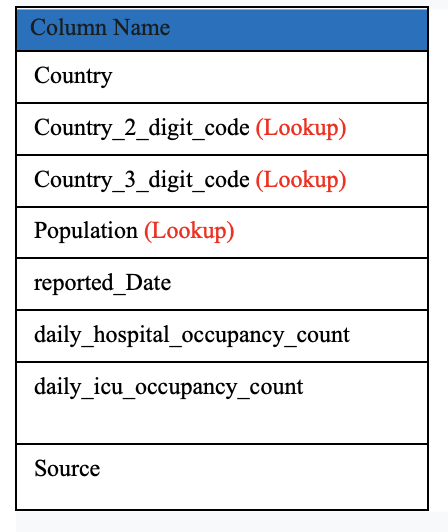 Column Name
Country
Country_2_digit_code (Lookup)
Country_3_digit_code (Lookup)
Population (Lookup)
reported_Date
daily_hospital_occupancy_count
daily_icu_occupancy_count
Source